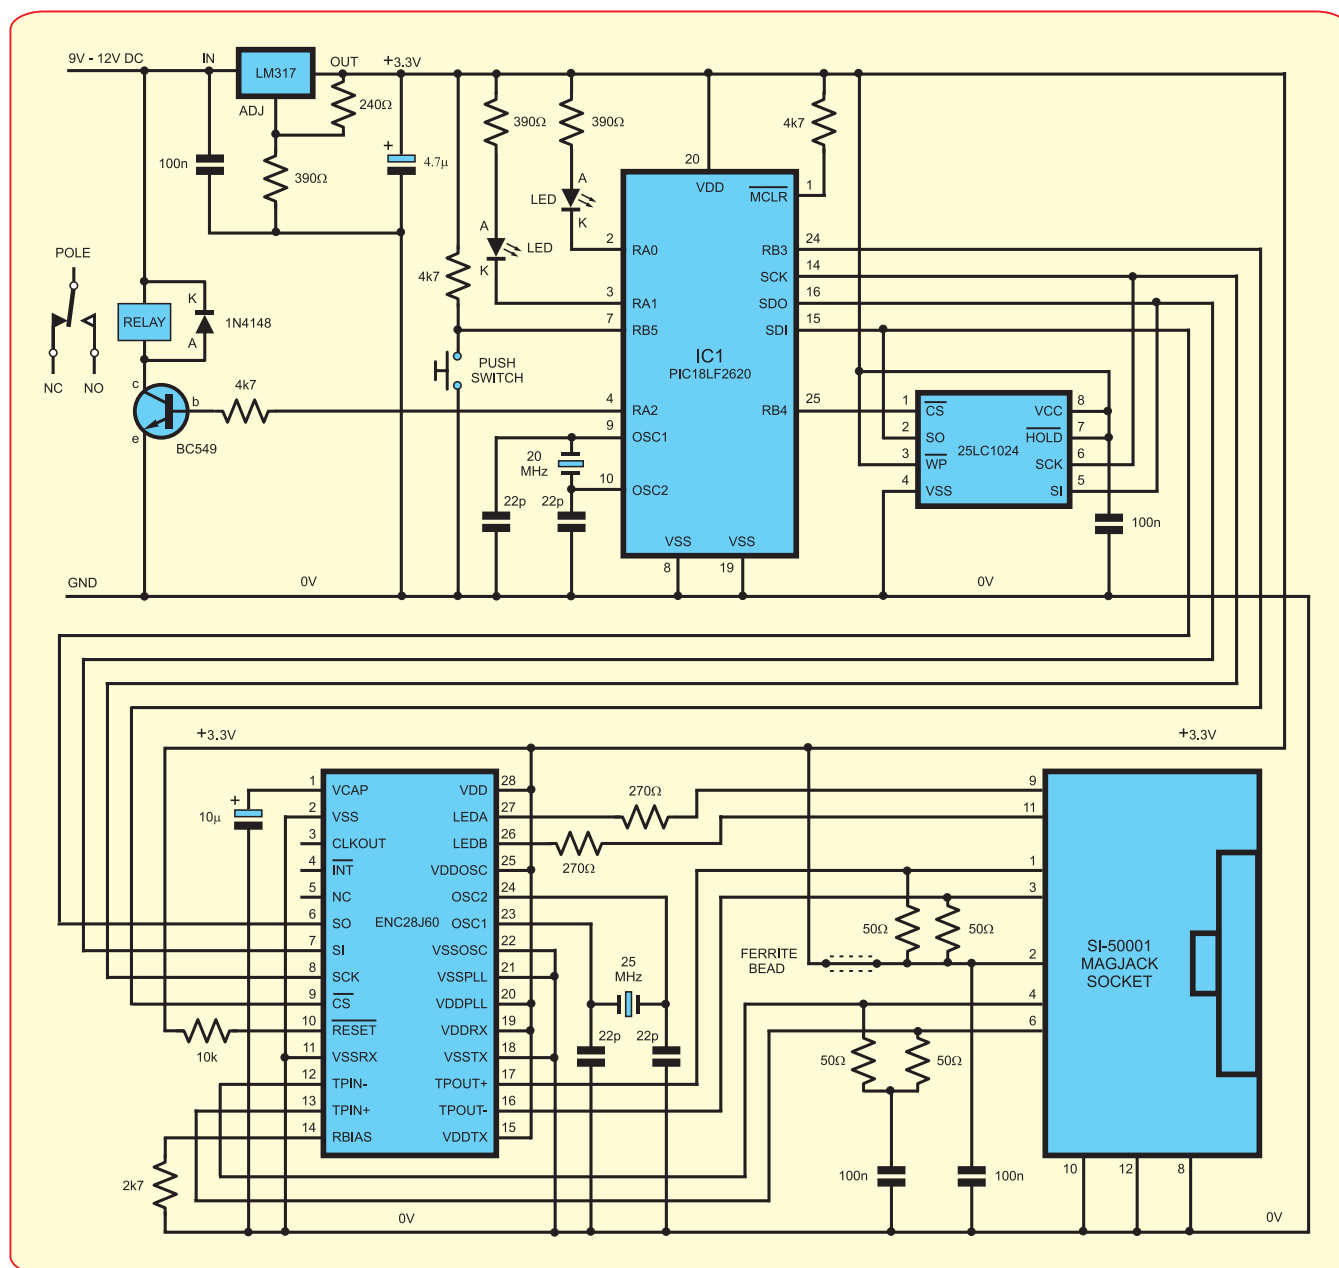 9V - 12V DC
IN
LM317
OUT
+3.3V
ADJ
240Ω
390Ω
100n
+
4.7µ
390Ω
390Ω
4k7
A
LED
K
A
LED
K
4k7
POLE
NC
NO
RELAY
K
A
1N4148
c
b
e
BC549
4k7
PUSH
SWITCH
20
VDD
1
MCLR
2
RA0
24
RB3
14
SCK
3
RA1
16
SDO
7
RB5
15
SDI
IC1
PIC18LF2620
4
RA2
25
RB4
9
OSC1
10
OSC2
VSS
VSS
8
19
20
MHz
22p
22p
1
CS
VCC
8
2
SO
HOLD
7
25LC1024
3
WP
SCK
6
4
VSS
SI
5
100n
GND
0V
0V
+3.3V
+3.3V
10µ
+
1
VCAP
VDD
28
2
VSS
LEDA
27
3
CLKOUT
LEDB
26
4
INT
VDDOSC
25
5
NC
OSC2
24
6
SO
ENC28J60
OSC1
23
7
SI
VSSOSC
22
8
SCK
VSSPLL
21
9
CS
VDDPLL
20
10
RESET
VDDRX
19
11
VSSRX
VSSTX
18
12
TPIN-
TPOUT+
17
13
TPIN+
TPOUT-
16
14
RBIAS
VDDTX
15
10k
2k7
270Ω
270Ω
25
MHz
22p
22p
50Ω
50Ω
FERRITE
BEAD
50Ω
50Ω
100n
100n
9
11
1
3
2
4
6
SI-50001
MAGJACK
SOCKET
10
12
8
0V
0V